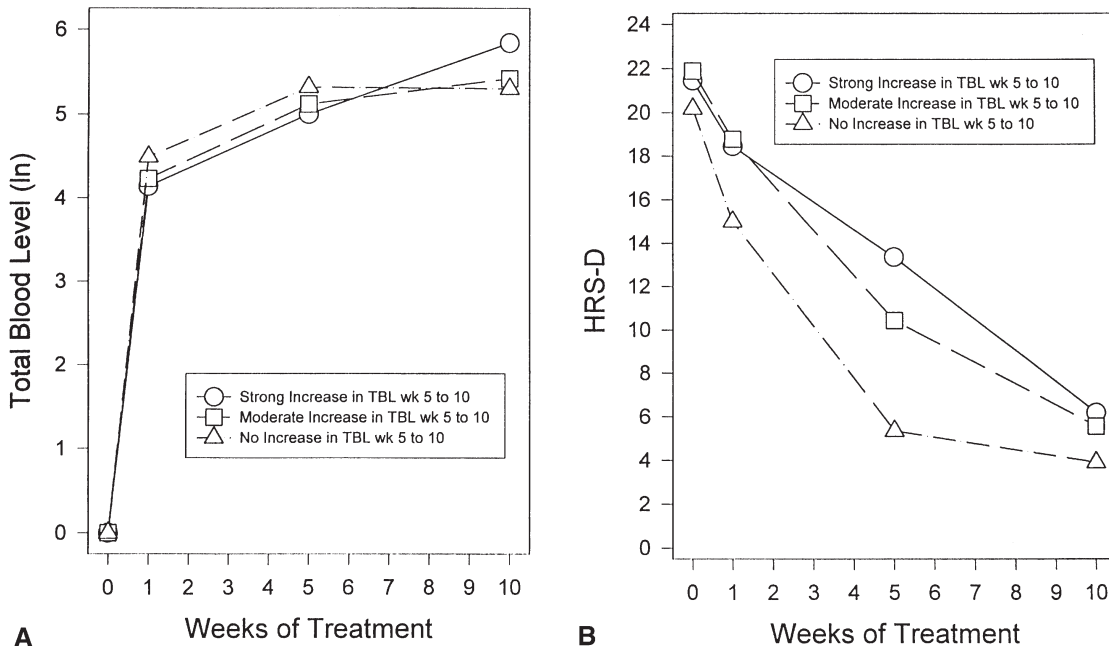 6
5
4
3
2
1
0
Total Blood Level (ln)
Strong Increase in TBL wk 5 to 10
Moderate Increase in TBL wk 5 to 10
No Increase in TBL wk 5 to 10
0 1 2 3 4 5 6 7 8 9 10
Weeks of Treatment
A
24
22
20
18
16
14
12
10
8
6
4
2
0
HRS-D
Strong Increase in TBL wk 5 to 10
Moderate Increase in TBL wk 5 to 10
No Increase in TBL wk 5 to 10
0 1 2 3 4 5 6 7 8 9 10
Weeks of Treatment
B